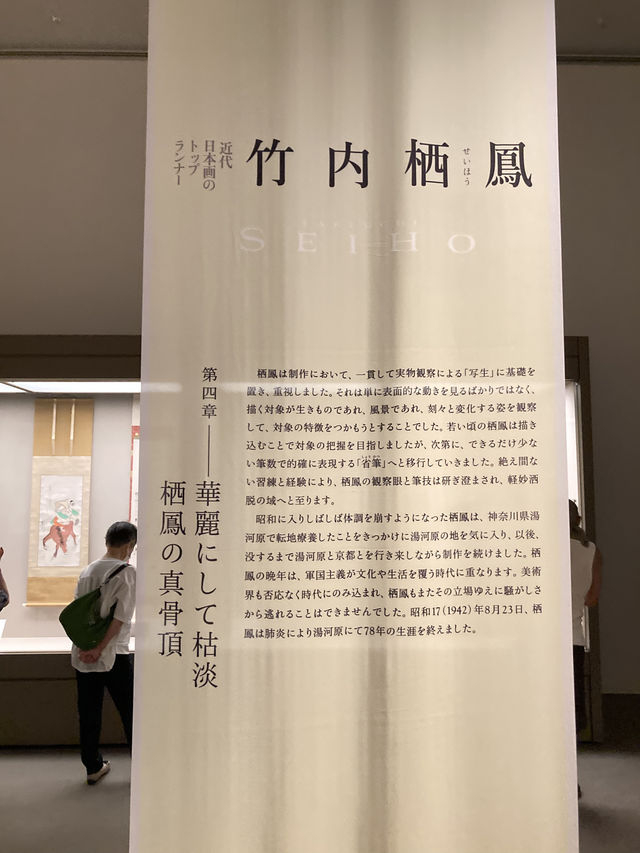 竹内栖鳳
せいほう
近代
日本画の
トップ
ランナー
TAKEUCHI
SEIHO
第四章――華麗にして枯淡
栖鳳の真骨頂
栖鳳は制作において、一貫して実物観察による「写生」に基礎を
置き、重視しました。それは単に表面的な動きを見るばかりではなく、
描く対象が生きものであれ、風景であれ、刻々と変化する姿を観察
して、対象の特徴をつかもうとすることでした。若い頃の栖鳳は描き
込むことで対象の把握を目指しましたが、次第に、できるだけ少な
い筆数で的確に表現する「省筆」へと移行していきました。絶え間な
い習練と経験により、栖鳳の観察眼と筆技は研ぎ澄まされ、軽妙洒
脱の域へと至ります。
昭和に入りしばしば体調を崩すようになった栖鳳は、神奈川県湯
河原で転地療養したことをきっかけに湯河原の地を気に入り、以後、
没するまで湯河原と京都とを行き来しながら制作を続けました。栖
鳳の晩年は、軍国主義が文化や生活を覆う時代に重なります。美術
界も否応なく時代にのみ込まれ、栖鳳もまたその立場ゆえに騒がしさ
から逃れることはできませんでした。昭和17(1942)年8月23日、栖
鳳は肺炎により湯河原にて78年の生涯を終えました。